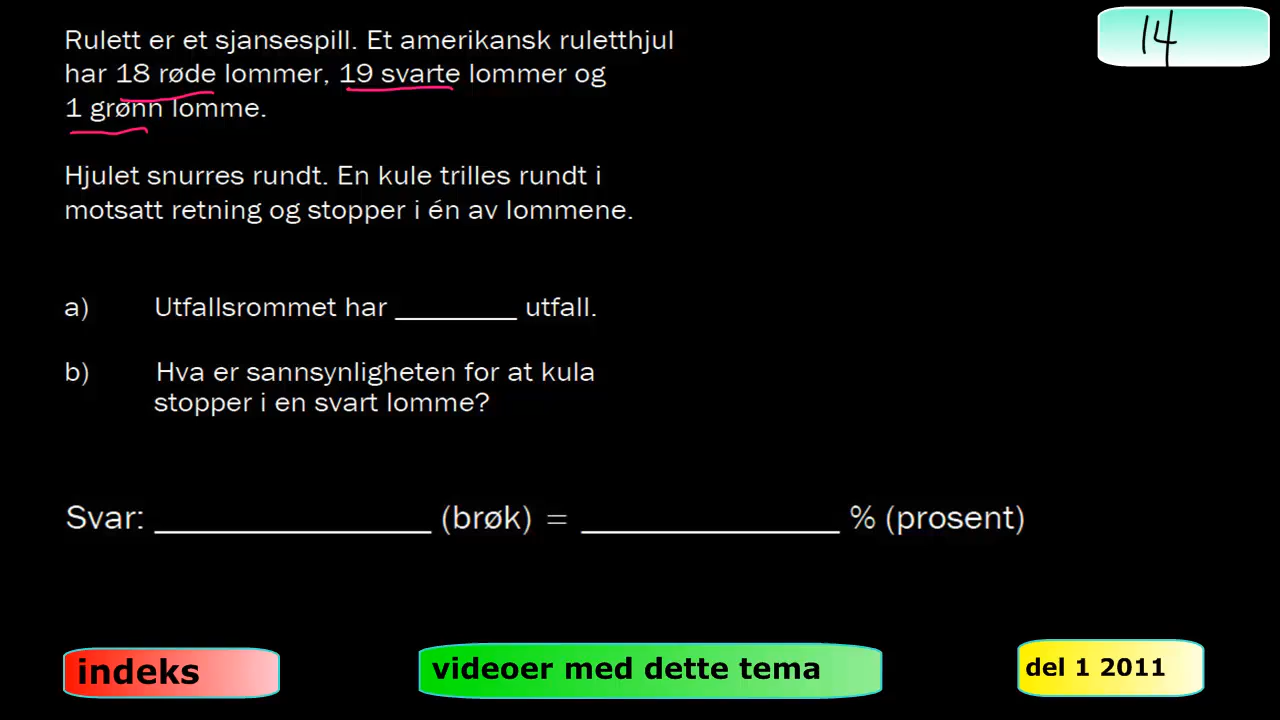 14
Rulett er et sjansespill. Et amerikansk ruletthjul
har 18 røde lommer, 19 svarte lommer og
1 grønn lomme.
Hjulet snurres rundt. En kule trilles rundt i
motsatt retning og stopper i én av lommene.
a) Utfallsrommet har ________ utfall.
b) Hva er sannsynligheten for at kula
stopper i en svart lomme?
Svar: ________________ (brøk) = ________________ % (prosent)
indeks
videoer med dette tema
del 1 2011